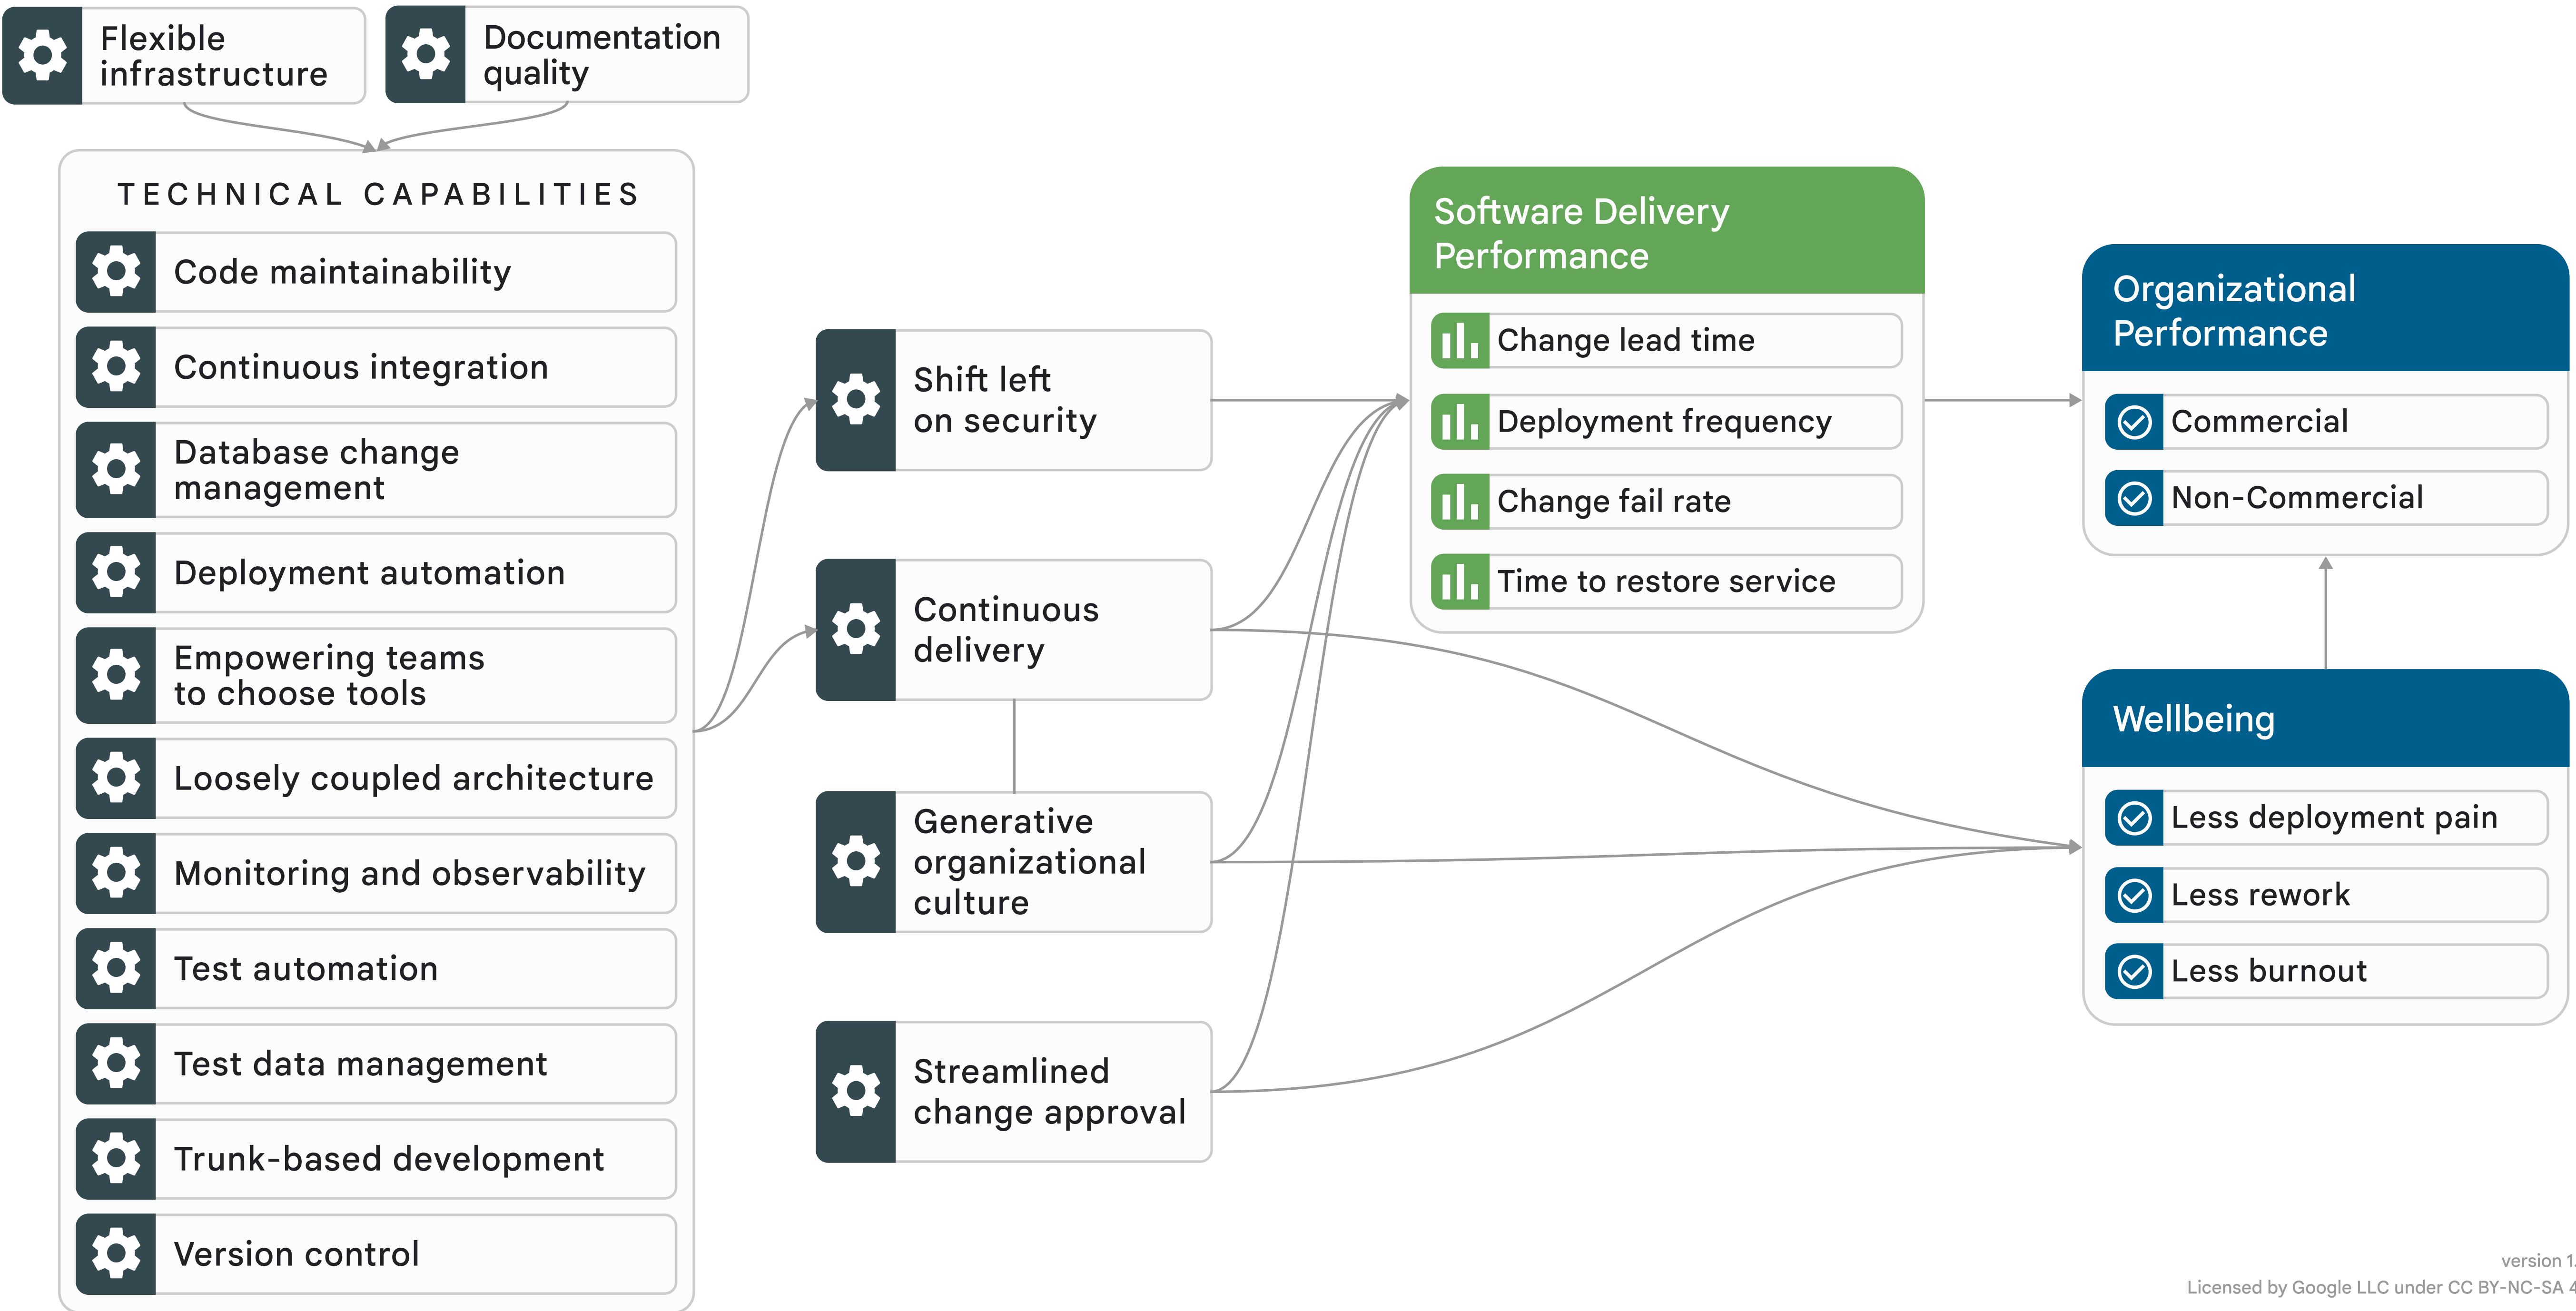 Flexible
infrastructure
Documentation
quality
TECHNICAL CAPABILITIES
Code maintainability
Continuous integration
Database change
management
Deployment automation
Empowering teams
to choose tools
Loosely coupled architecture
Monitoring and observability
Test automation
Test data management
Trunk-based development
Version control
Shift left
on security
Continuous
delivery
Generative
organizational
culture
Streamlined
change approval
Software Delivery
Performance
Change lead time
Deployment frequency
Change fail rate
Time to restore service
Organizational
Performance
Commercial
Non-Commercial
Wellbeing
Less deployment pain
Less rework
Less burnout
version 1.
Licensed by Google LLC under CC BY-NC-SA 4